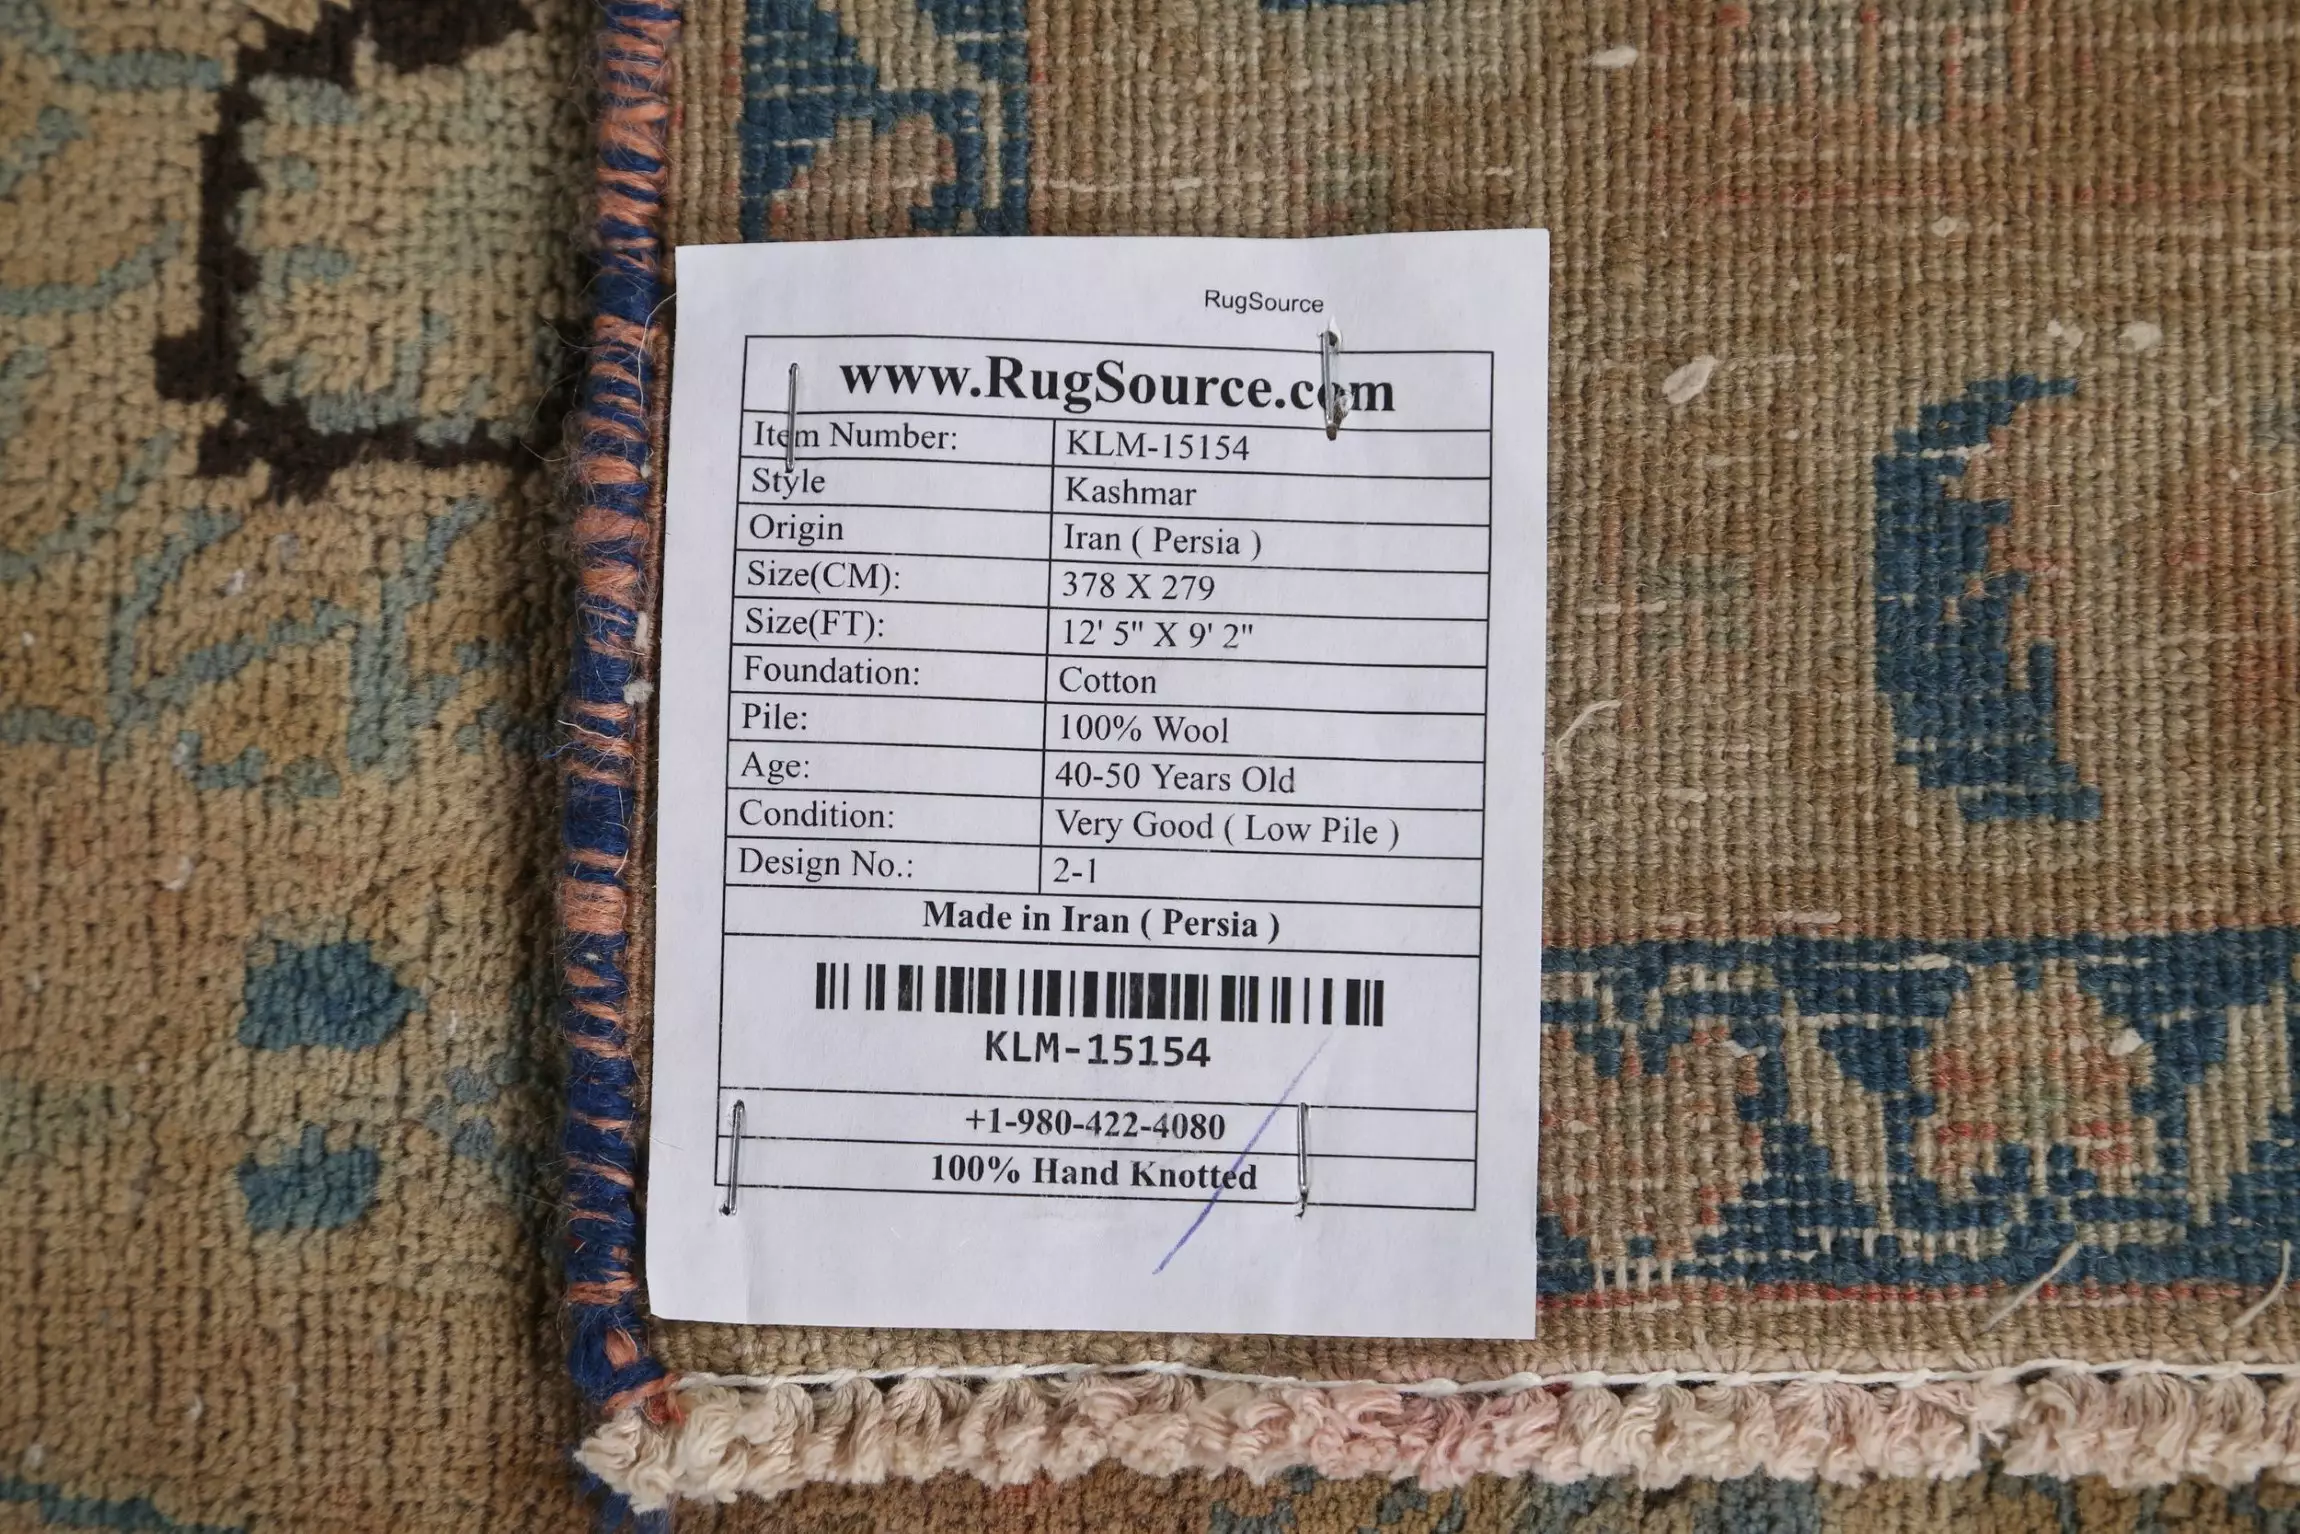 RugSource
www.RugSource.com
Item Number: KLM-15154
Style Kashmar
Origin Iran ( Persia )
Size(CM): 378 X 279
Size(FT): 12' 5" X 9' 2"
Foundation: Cotton
Pile: 100% Wool
Age: 40-50 Years Old
Condition: Very Good ( Low Pile )
Design No.: 2-1
Made in Iran ( Persia )
KLM-15154
+1-980-422-4080
100% Hand Knotted